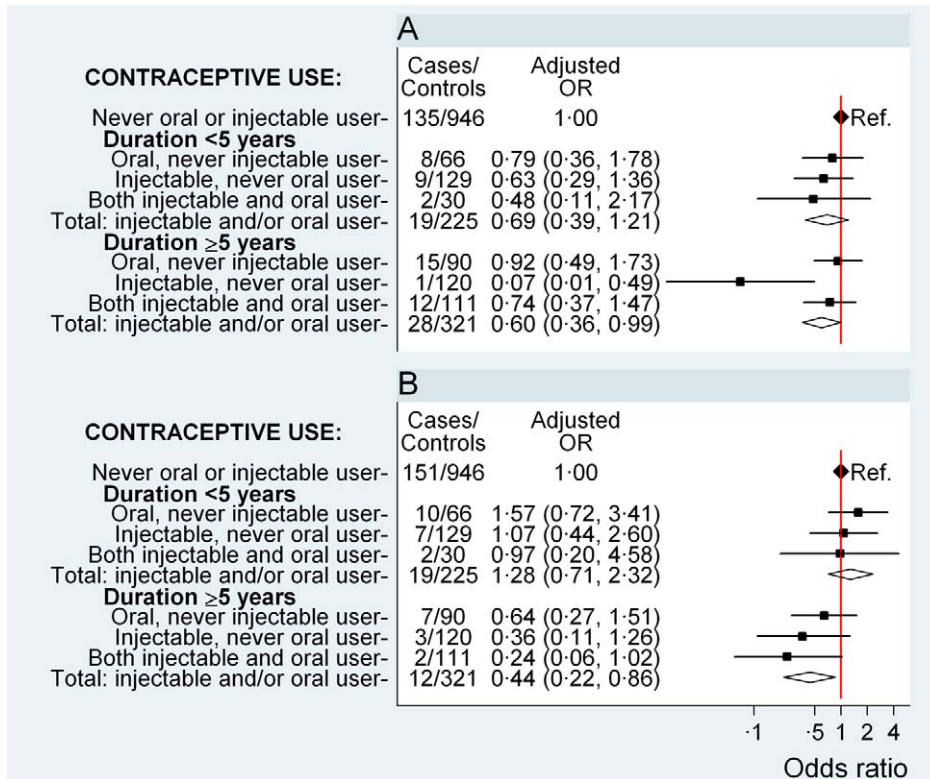 A
CONTRACEPTIVE USE:
Cases/ Controls Adjusted OR
Never oral or injectable user- 135/946 1·00 Ref.
Duration <5 years
Oral, never injectable user- 8/66 0·79 (0·36, 1·78)
Injectable, never oral user- 9/129 0·63 (0·29, 1·36)
Both injectable and oral user- 2/30 0·48 (0·11, 2·17)
Total: injectable and/or oral user- 19/225 0·69 (0·39, 1·21)
Duration ≥5 years
Oral, never injectable user- 15/90 0·92 (0·49, 1·73)
Injectable, never oral user- 1/120 0·07 (0·01, 0·49)
Both injectable and oral user- 12/111 0·74 (0·37, 1·47)
Total: injectable and/or oral user- 28/321 0·60 (0·36, 0·99)
B
CONTRACEPTIVE USE:
Cases/ Controls Adjusted OR
Never oral or injectable user- 151/946 1·00 Ref.
Duration <5 years
Oral, never injectable user- 10/66 1·57 (0·72, 3·41)
Injectable, never oral user- 7/129 1·07 (0·44, 2·60)
Both injectable and oral user- 2/30 0·97 (0·20, 4·58)
Total: injectable and/or oral user- 19/225 1·28 (0·71, 2·32)
Duration ≥5 years
Oral, never injectable user- 7/90 0·64 (0·27, 1·51)
Injectable, never oral user- 3/120 0·36 (0·11, 1·26)
Both injectable and oral user- 2/111 0·24 (0·06, 1·02)
Total: injectable and/or oral user- 12/321 0·44 (0·22, 0·86)
·1 ·5 1 2 4
Odds ratio